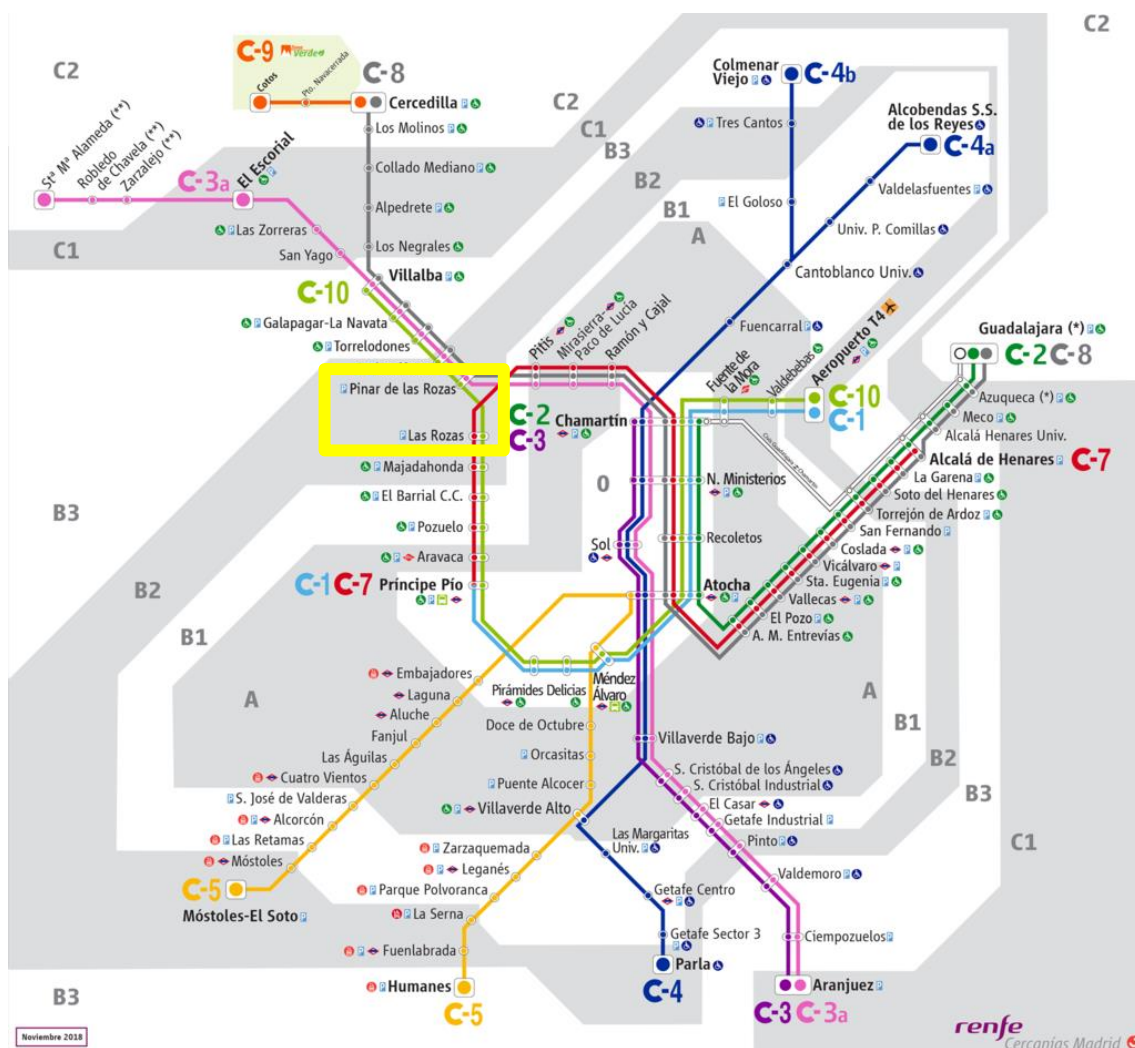 C2
C-9
Cotos
Pto. Navacerrada
C-8
Cercedilla
Los Molinos
Collado Mediano
Alpedrete
Los Negrales
Villalba
C2
C2
C1
B3
B2
B1
A
Colmenar
Viejo
C-4b
Tres Cantos
El Goloso
Alcobendas S.S.
de los Reyes
C-4a
Valdelasfuentes
Univ. P. Comillas
Cantoblanco Univ.
Fuencarral
Stª Mª Alameda (**)
Robledo
de Chavela (**)
Zarzalejo (**)
C-3a
El Escorial
Las Zorreras
San Yago
C1
C-10
Galapagar-La Navata
Torrelodones
Pinar de las Rozas
Las Rozas
Majadahonda
El Barrial C.C.
Pozuelo
Aravaca
C-1 C-7 Príncipe Pío
Pitis
Mirasierra-
Paco de Lucía
Ramón y Cajal
C-2
C-3
Chamartín
Fuente de
la Mora
Valdebebas
Aeropuerto T4
C-10
C-1
Guadalajara (*)
C-2 C-8
Azuqueca (*)
Meco
Alcalá Henares Univ.
Alcalá de Henares C-7
La Garena
Soto del Henares
Torrejón de Ardoz
San Fernando
Coslada
Vicálvaro
Sta. Eugenia
Vallecas
El Pozo
A. M. Entrevías
0
N. Ministerios
Recoletos
Sol
Atocha
B3
B2
B1
A
Embajadores
Laguna
Aluche
Fanjul
Las Águilas
Cuatro Vientos
S. José de Valderas
Alcorcón
Las Retamas
Móstoles
C-5
Móstoles-El Soto
Pirámides
Delicias
Méndez
Álvaro
Doce de Octubre
Orcasitas
Puente Alcocer
Villaverde Alto
Zarzaquemada
Leganés
Parque Polvoranca
La Serna
Fuenlabrada
Humanes
C-5
Villaverde Bajo
S. Cristóbal de los Ángeles
S. Cristóbal Industrial
El Casar
Getafe Industrial
Pinto
Valdemoro
Ciempozuelos
Aranjuez
C-3 C-3a
Las Margaritas
Univ.
Getafe Centro
Getafe Sector 3
Parla
C-4
A
B1
B2
B3
C1
B3
Noviembre 2018
renfe
Cercanías Madrid